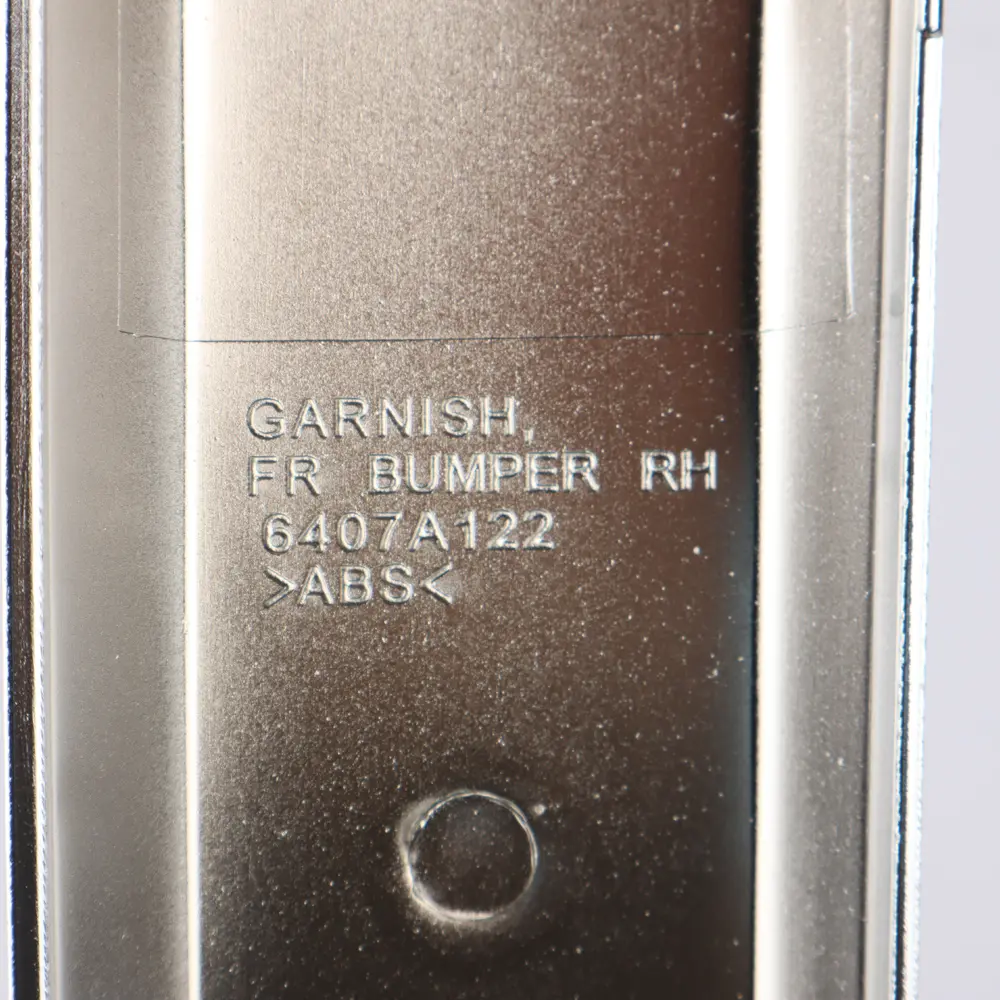 GARNISH,
FR BUMPER RH
6407A122
>ABS<